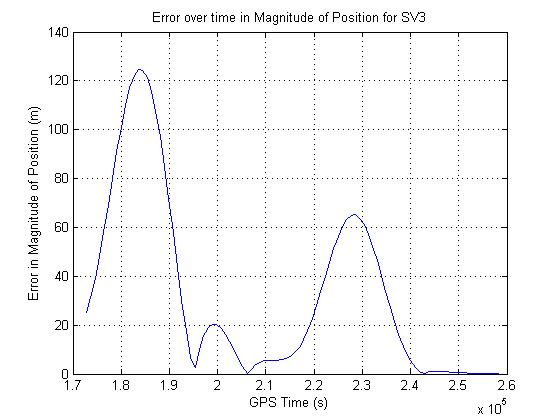 Error over time in Magnitude of Position for SV3
Error in Magnitude of Position (m)
140
120
100
80
60
40
20
0
1.7 1.8 1.9 2 2.1 2.2 2.3 2.4 2.5 2.6
x 10^5
GPS Time (s)